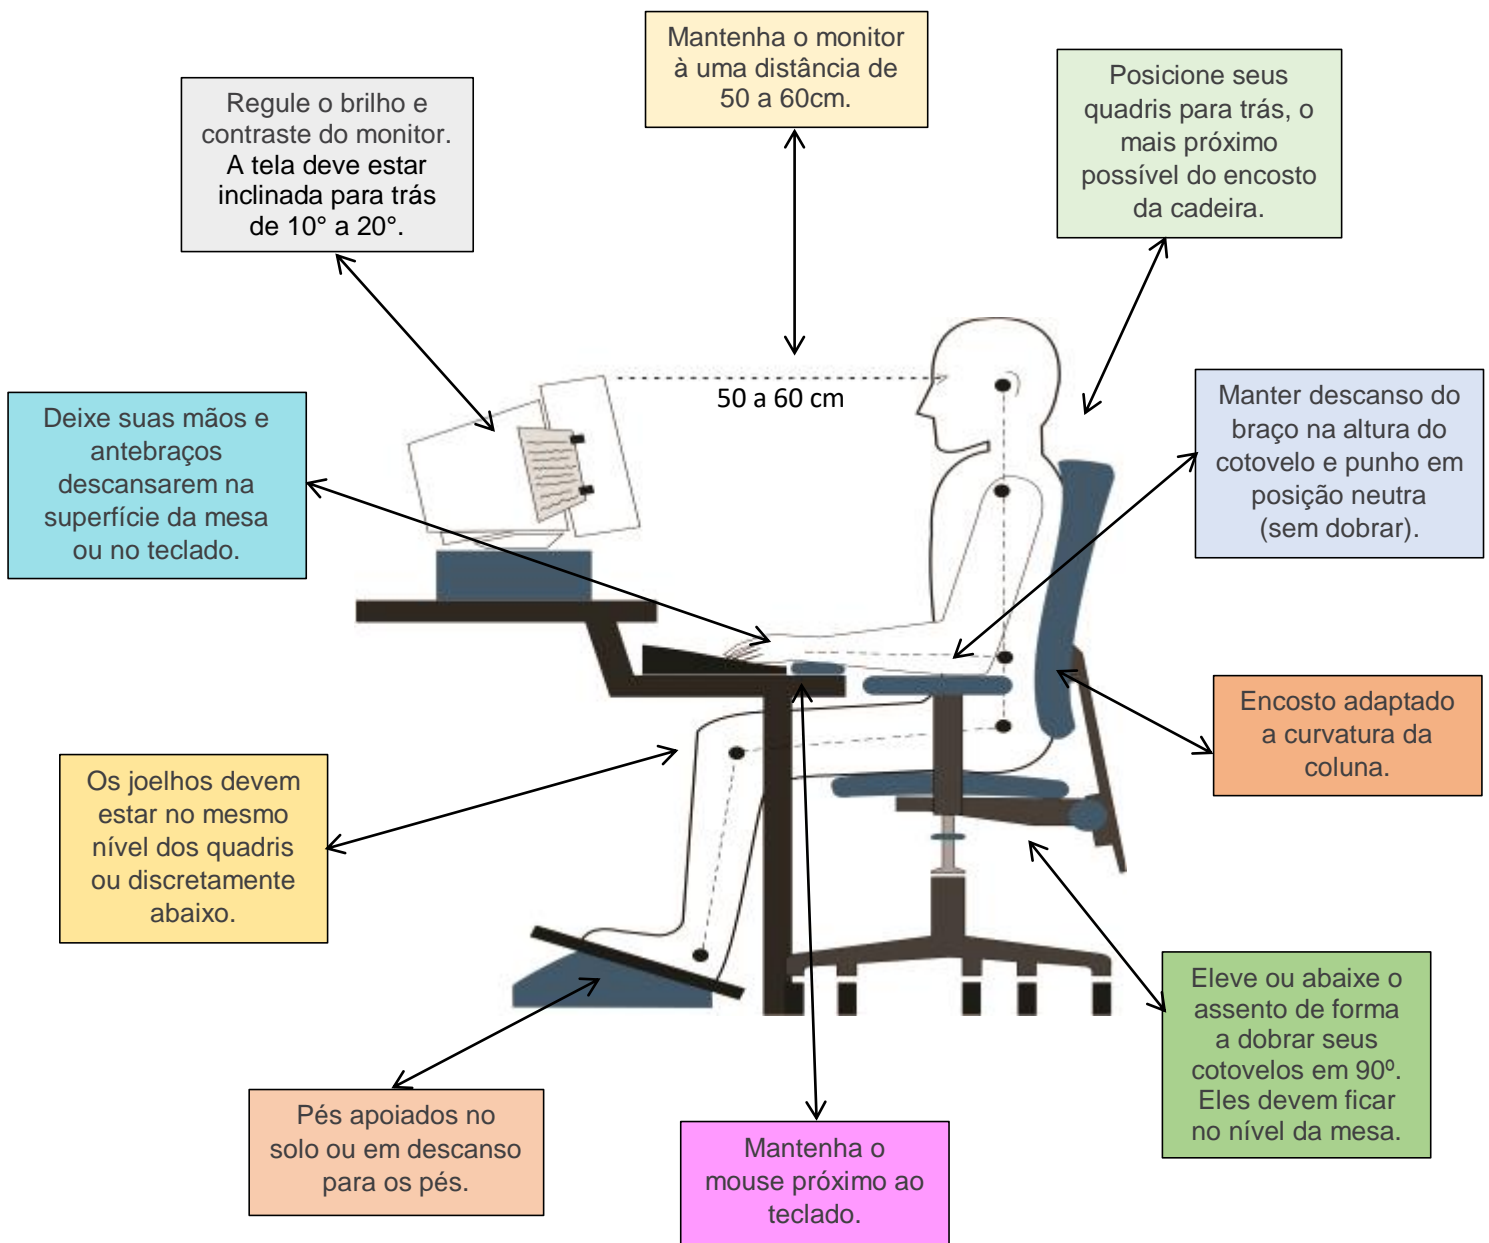 Mantenha o monitor
à uma distância de
50 a 60cm.
Regule o brilho e
contraste do monitor.
A tela deve estar
inclinada para trás
de 10° a 20°.
Posicione seus
quadris para trás, o
mais próximo
possível do encosto
da cadeira.
50 a 60 cm
Deixe suas mãos e
antebraços
descansarem na
superfície da mesa
ou no teclado.
Manter descanso do
braço na altura do
cotovelo e punho em
posição neutra
(sem dobrar).
Encosto adaptado
a curvatura da
coluna.
Os joelhos devem
estar no mesmo
nível dos quadris
ou discretamente
abaixo.
Eleve ou abaixe o
assento de forma
a dobrar seus
cotovelos em 90º.
Eles devem ficar
no nível da mesa.
Pés apoiados no
solo ou em descanso
para os pés.
Mantenha o
mouse próximo ao
teclado.